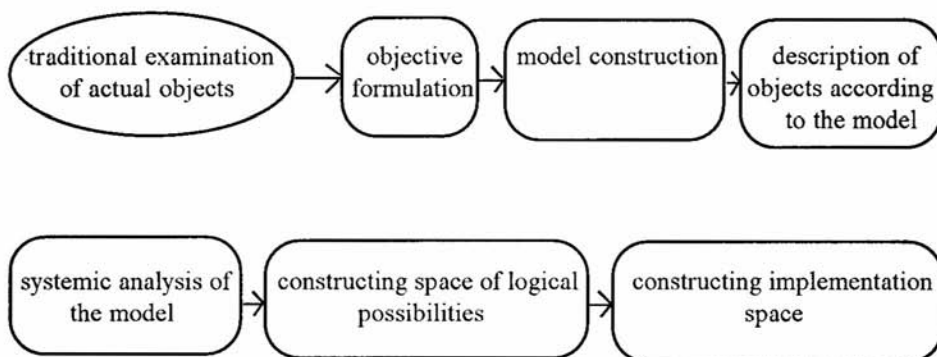 traditional examination
of actual objects
objective
formulation
model construction
description of
objects according
to the model
systemic analysis of
the model
constructing space of logical
possibilities
constructing implementation
space